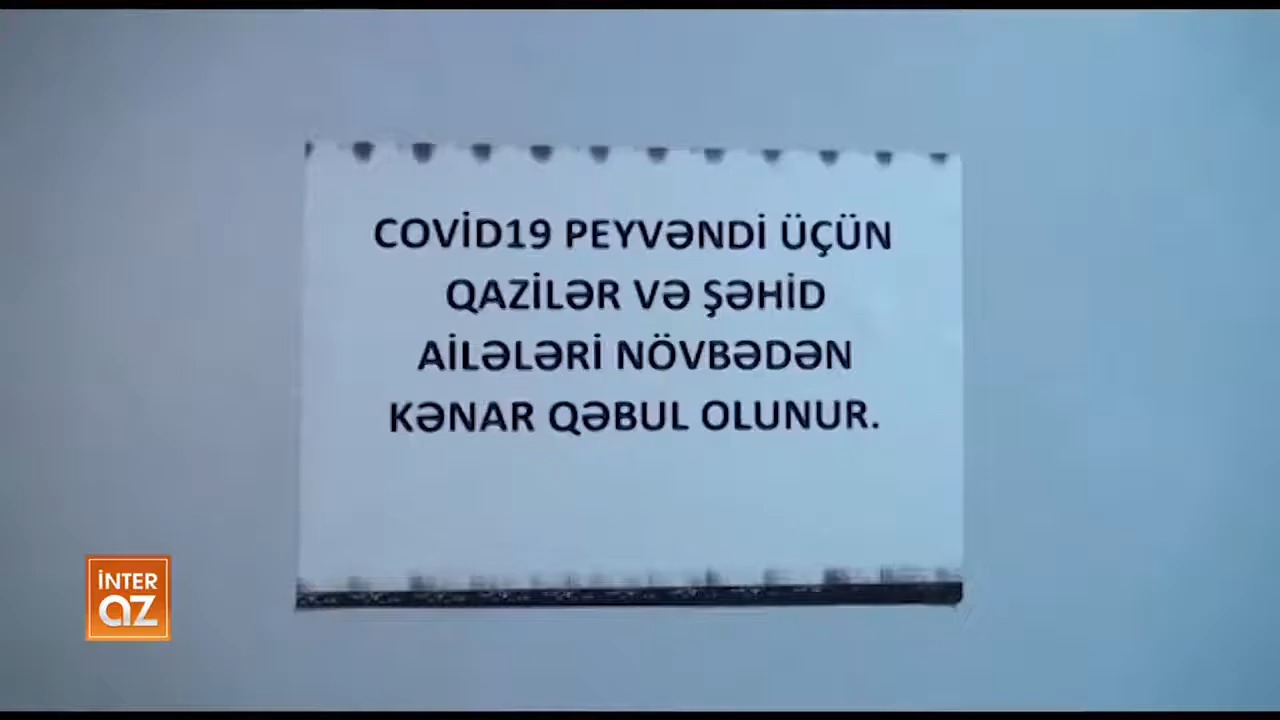 COVİD19 PEYVƏNDİ ÜÇÜN
QAZİLƏR VƏ ŞƏHİD
AİLƏLƏRİ NÖVBƏDƏN
KƏNAR QƏBUL OLUNUR.
İNTER
az